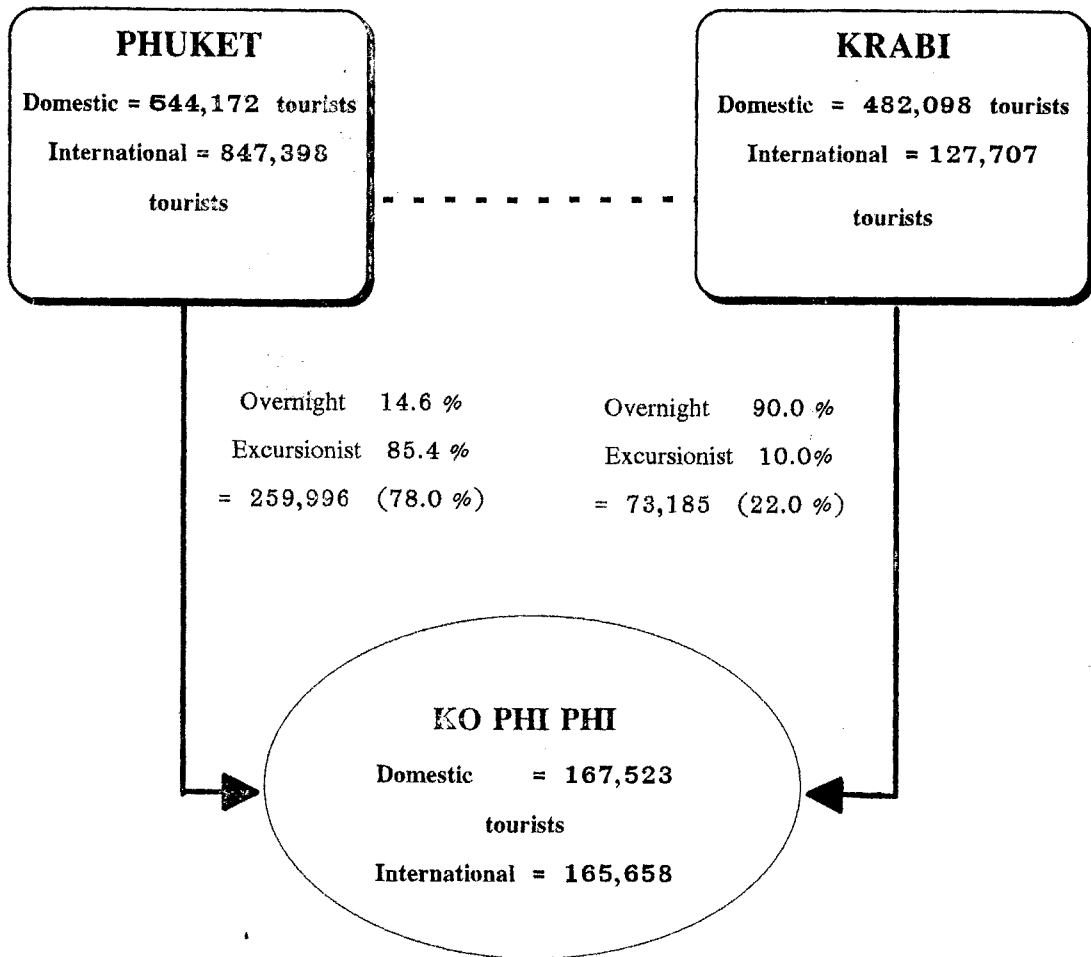 PHUKET
Domestic = 544,172 tourists
International = 847,398
tourists
KRABI
Domestic = 482,098 tourists
International = 127,707
tourists
Overnight 14.6 %
Excursionist 85.4 %
= 259,996 (78.0 %)
Overnight 90.0 %
Excursionist 10.0%
= 73,185 (22.0 %)
KO PHI PHI
Domestic = 167,523
tourists
International = 165,658